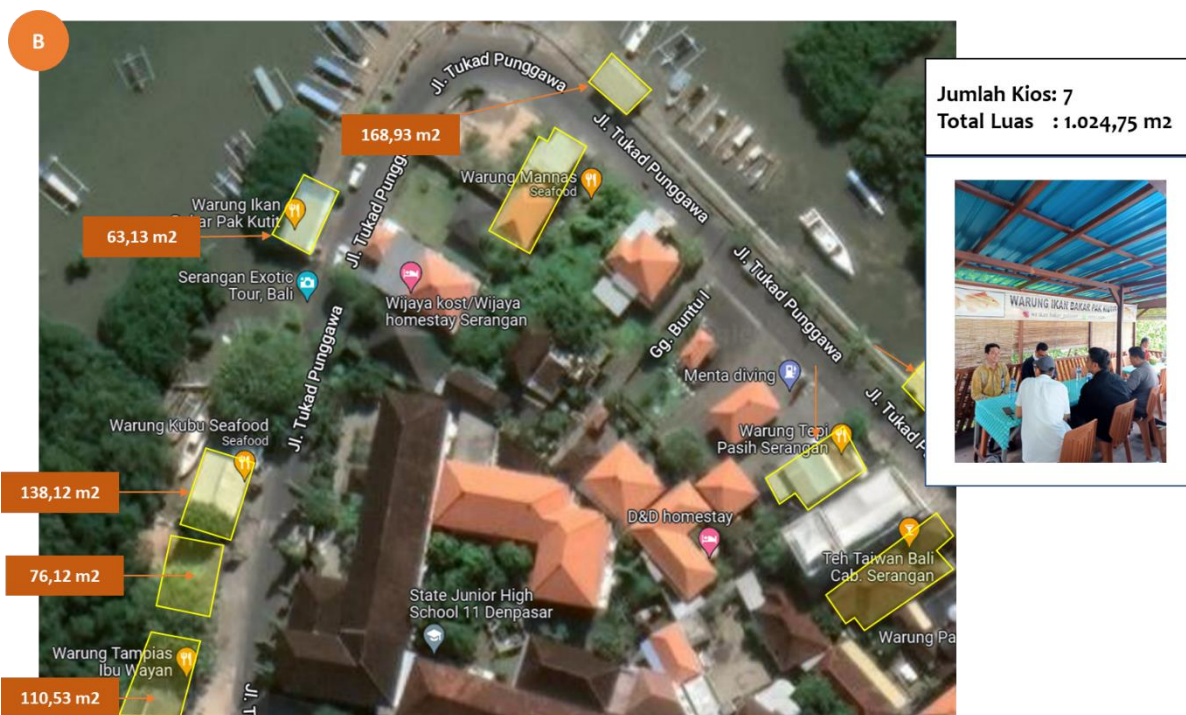 B
Jl. Tukad Punggawa
168,93 m2
Jl. Tukad Punggawa
Jl. Tukad Punggawa
Warung Mannas
Seafood
Warung Ikan
Pak Kutit
63,13 m2
Serangan Exotic
Tour, Bali
Wijaya kost/Wijaya
homestay Serangan
Jl. Tukad Punggawa
Gg. Buntu I
Jl. Tukad Punggawa
Menta diving
Jl. Tukad
Warung Kubu Seafood
Seafood
Warung Tepi
Pasih Serangan
138,12 m2
D&D homestay
76,12 m2
Teh Taiwan Bali
Cab. Serangan
State Junior High
School 11 Denpasar
Warung Pa
Warung Tampias
Ibu Wayan
110,53 m2
Jl. T
Jumlah Kios: 7
Total Luas : 1.024,75 m2
WARUNG IKAN BAKAR PAK